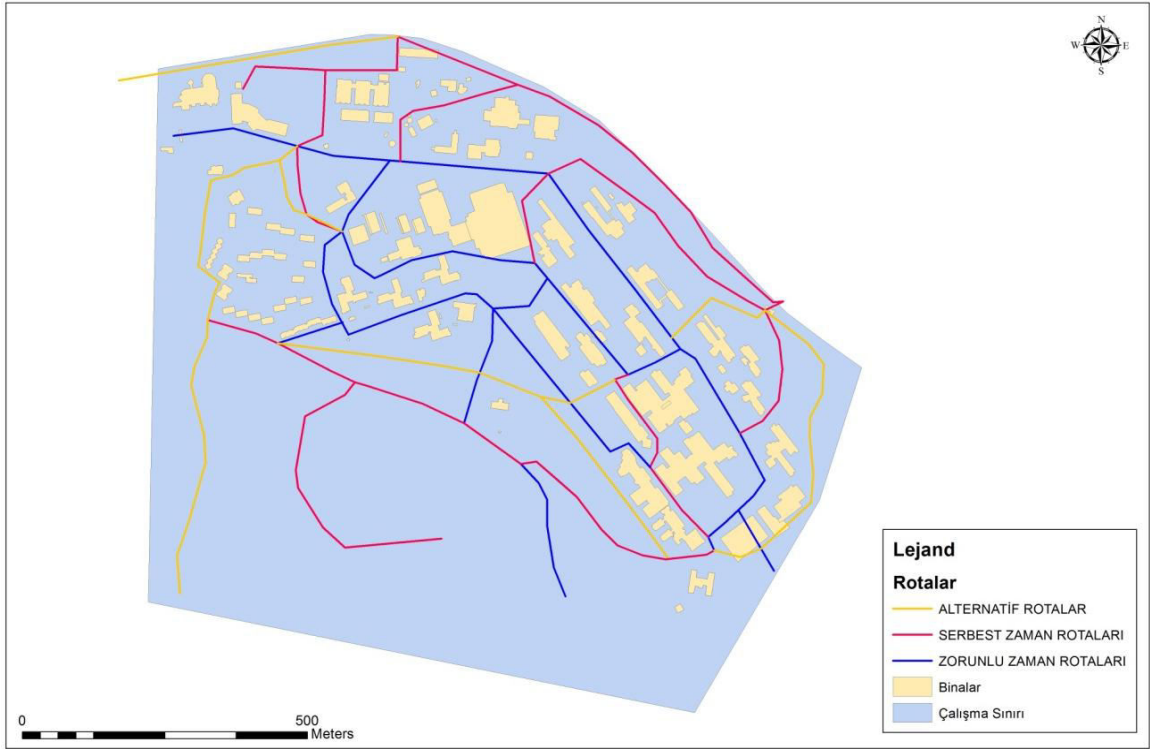 N
W E
S
Lejand
Rotalar
ALTERNATİF ROTALAR
SERBEST ZAMAN ROTALARI
ZORUNLU ZAMAN ROTALARI
Binalar
Çalışma Sınırı
0 500
Meters